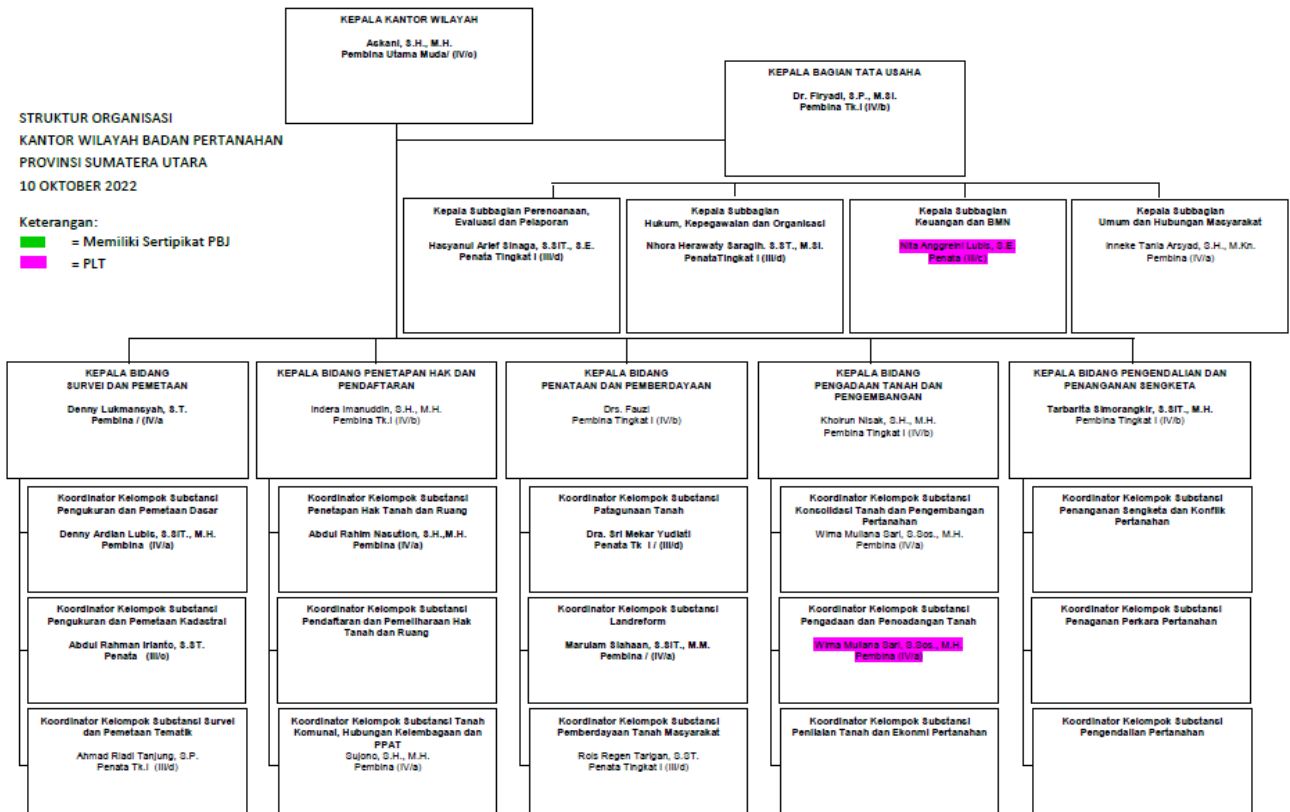 KEPALA KANTOR WILAYAH
Askani, S.H., M.H.
Pembina Utama Muda/ (IV/c)
KEPALA BAGIAN TATA USAHA
Dr. Firyadi, S.P., M.Si.
Pembina Tk.I (IV/b)
STRUKTUR ORGANISASI
KANTOR WILAYAH BADAN PERTANAHAN
PROVINSI SUMATERA UTARA
10 OKTOBER 2022
Keterangan:
= Memiliki Sertipikat PBJ
= PLT
Kepala Subbagian Perencanaan,
Evaluasi dan Pelaporan
Hasyanul Arief Sinaga, S.SIT., S.E.
Penata Tingkat I (III/d)
Kepala Subbagian
Hukum, Kepegawaian dan Organisasi
Nhora Herawaty Saragih. S.ST., M.Si.
PenataTingkat I (III/d)
Kepala Subbagian
Keuangan dan BMN
Nita Anggreini Lubis, S.E.
Penata (III/c)
Kepala Subbagian
Umum dan Hubungan Masyarakat
Inneke Tania Arsyad, S.H., M.Kn.
Pembina (IV/a)
KEPALA BIDANG
SURVEI DAN PEMETAAN
Denny Lukmansyah, S.T.
Pembina / (IV/a
KEPALA BIDANG PENETAPAN HAK DAN
PENDAFTARAN
Indera Imanuddin, S.H., M.H.
Pembina Tk.I (IV/b)
KEPALA BIDANG
PENATAAN DAN PEMBERDAYAAN
Drs. Fauzi
Pembina Tingkat I (IV/b)
KEPALA BIDANG
PENGADAAN TANAH DAN
PENGEMBANGAN
Khoirun Nisak, S.H., M.H.
Pembina Tingkat I (IV/b)
KEPALA BIDANG PENGENDALIAN DAN
PENANGANAN SENGKETA
Tarbarita Simorangkir, S.SIT., M.H.
Pembina Tingkat I (IV/b)
Koordinator Kelompok Substansi
Pengukuran dan Pemetaan Dasar
Denny Ardian Lubis, S.SIT., M.H.
Pembina (IV/a)
Koordinator Kelompok Substansi
Penetapan Hak Tanah dan Ruang
Abdul Rahim Nasution, S.H.,M.H.
Pembina (IV/a)
Koordinator Kelompok Substansi
Patagunaan Tanah
Dra. Sri Mekar Yudiati
Penata Tk I / (III/d)
Koordinator Kelompok Substansi
Konsolidasi Tanah dan Pengembangan
Pertanahan
Wima Muliana Sari, S.Sos., M.H.
Pembina (IV/a)
Koordinator Kelompok Substansi
Penanganan Sengketa dan Konflik
Pertanahan
Koordinator Kelompok Substansi
Pengukuran dan Pemetaan Kadastral
Abdul Rahman Irianto, S.ST.
Penata (III/c)
Koordinator Kelompok Substansi
Pendaftaran dan Pemeliharaan Hak
Tanah dan Ruang
Koordinator Kelompok Substansi
Landreform
Marulam Siahaan, S.SIT., M.M.
Pembina / (IV/a)
Koordinator Kelompok Substansi
Pengadaan dan Pencadangan Tanah
Wima Muliana Sari, S.Sos., M.H.
Pembina (IV/a)
Koordinator Kelompok Substansi
Penaganan Perkara Pertanahan
Koordinator Kelompok Substansi Survei
dan Pemetaan Tematik
Ahmad Riadi Tanjung, S.P.
Penata Tk.I (III/d)
Koordinator Kelompok Substansi Tanah
Komunal, Hubungan Kelembagaan dan
PPAT
Sujono, S.H., M.H.
Pembina (IV/a)
Koordinator Kelompok Substansi
Pemberdayaan Tanah Masyarakat
Rois Regen Tarigan, S.ST.
Penata Tingkat I (III/d)
Koordinator Kelompok Substansi
Penilaian Tanah dan Ekonmi Pertanahan
Koordinator Kelompok Substansi
Pengendalian Pertanahan